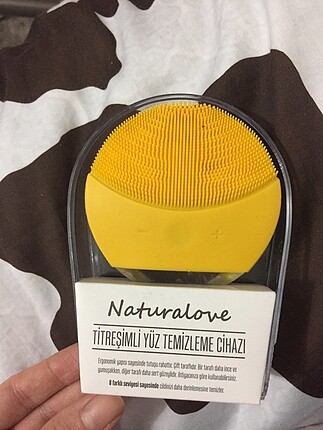 Naturalove
TİTREŞİMLİ YÜZ TEMİZLEME CİHAZI
Ergonomik yapısı sayesinde tutuşu rahattır. Çift taraflıdır. Bir tarafı daha ince ve
yumuşakken, diğer tarafı daha sert yüzeylidir. İhtiyacınıza göre kullanabilirsiniz.
8 farklı seviyesi sayesinde cildinizi daha derinlemesine temizler.